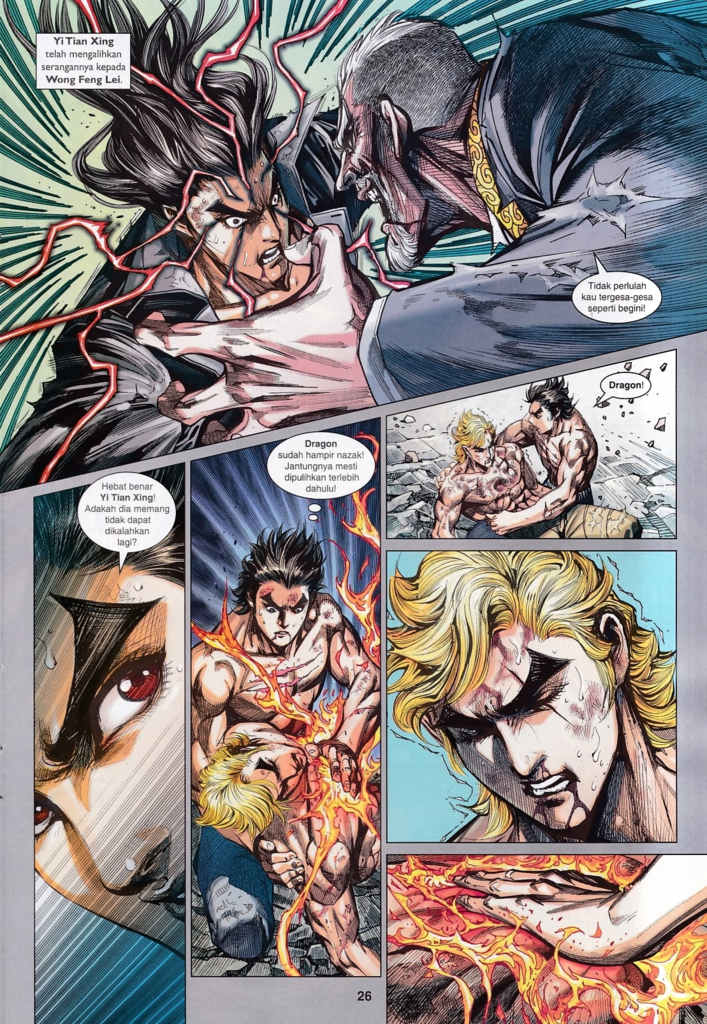 Yi Tian Xing
telah mengalihkan
serangannya kepada
Wong Feng Lei.
Tidak perlulah
kau tergesa-gesa
seperti begini!
Dragon!
Dragon
sudah hampir nazak!
Jantungnya mesti
dipulihkan terlebih
dahulu!
Hebat benar
Yi Tian Xing!
Adakah dia memang
tidak dapat
dikalahkan
lagi?
26